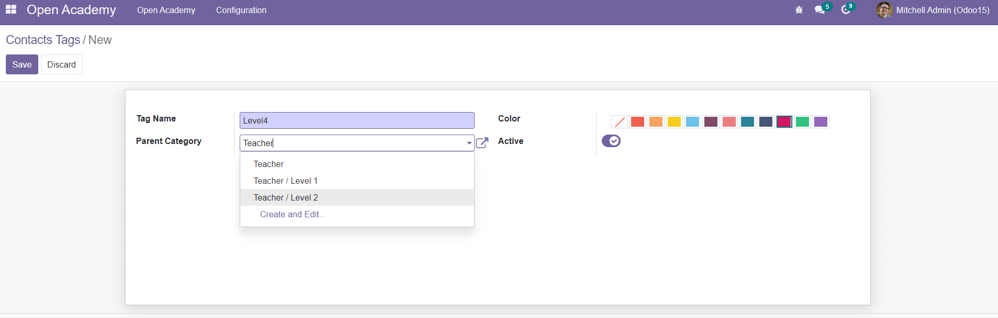 Open Academy Open Academy Configuration 5 9 Mitchell Admin (Odoo15)
Contacts Tags / New
Save Discard
Tag Name Level4 Color
Parent Category Teacher Active
Teacher
Teacher / Level 1
Teacher / Level 2
Create and Edit...